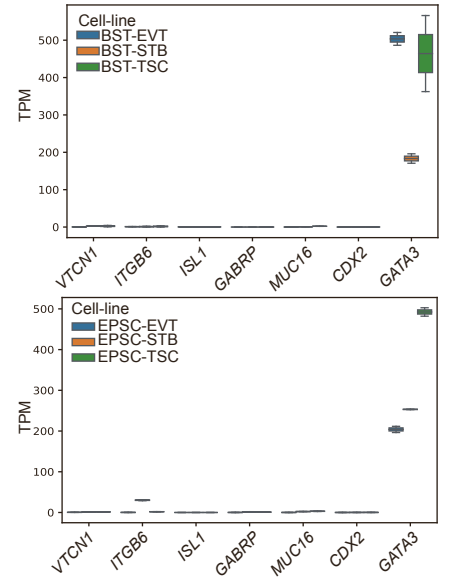 Cell-line
BST-EVT
BST-STB
BST-TSC
TPM
500
400
300
200
100
0
VTCN1
ITGB6
ISL1
GABRP
MUC16
CDX2
GATA3
Cell-line
EPSC-EVT
EPSC-STB
EPSC-TSC
TPM
500
400
300
200
100
0
VTCN1
ITGB6
ISL1
GABRP
MUC16
CDX2
GATA3